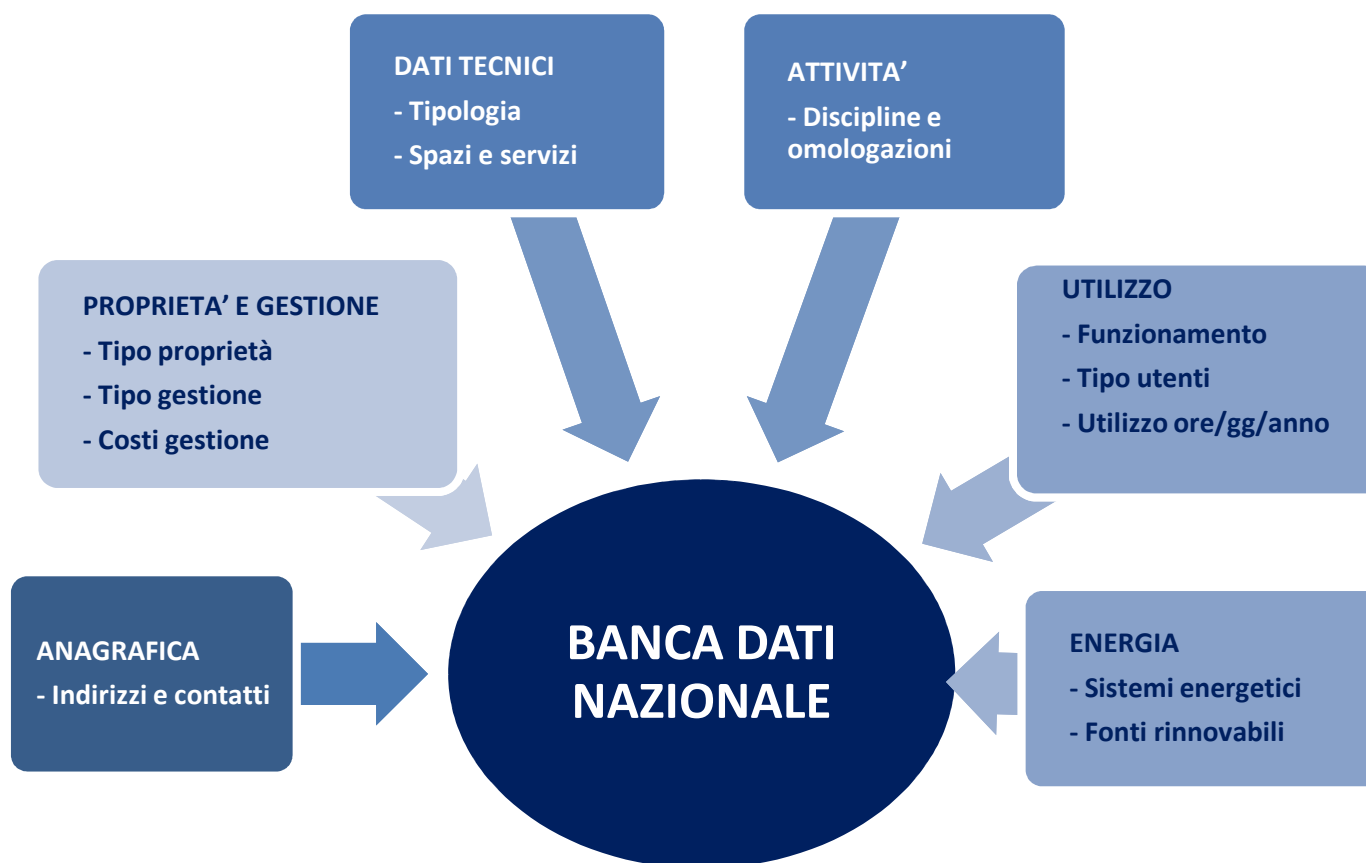 DATI TECNICI
- Tipologia
- Spazi e servizi
ATTIVITA’
- Discipline e
omologazioni
PROPRIETA’ E GESTIONE
- Tipo proprietà
- Tipo gestione
- Costi gestione
UTILIZZO
- Funzionamento
- Tipo utenti
- Utilizzo ore/gg/anno
ANAGRAFICA
- Indirizzi e contatti
BANCA DATI
NAZIONALE
ENERGIA
- Sistemi energetici
- Fonti rinnovabili